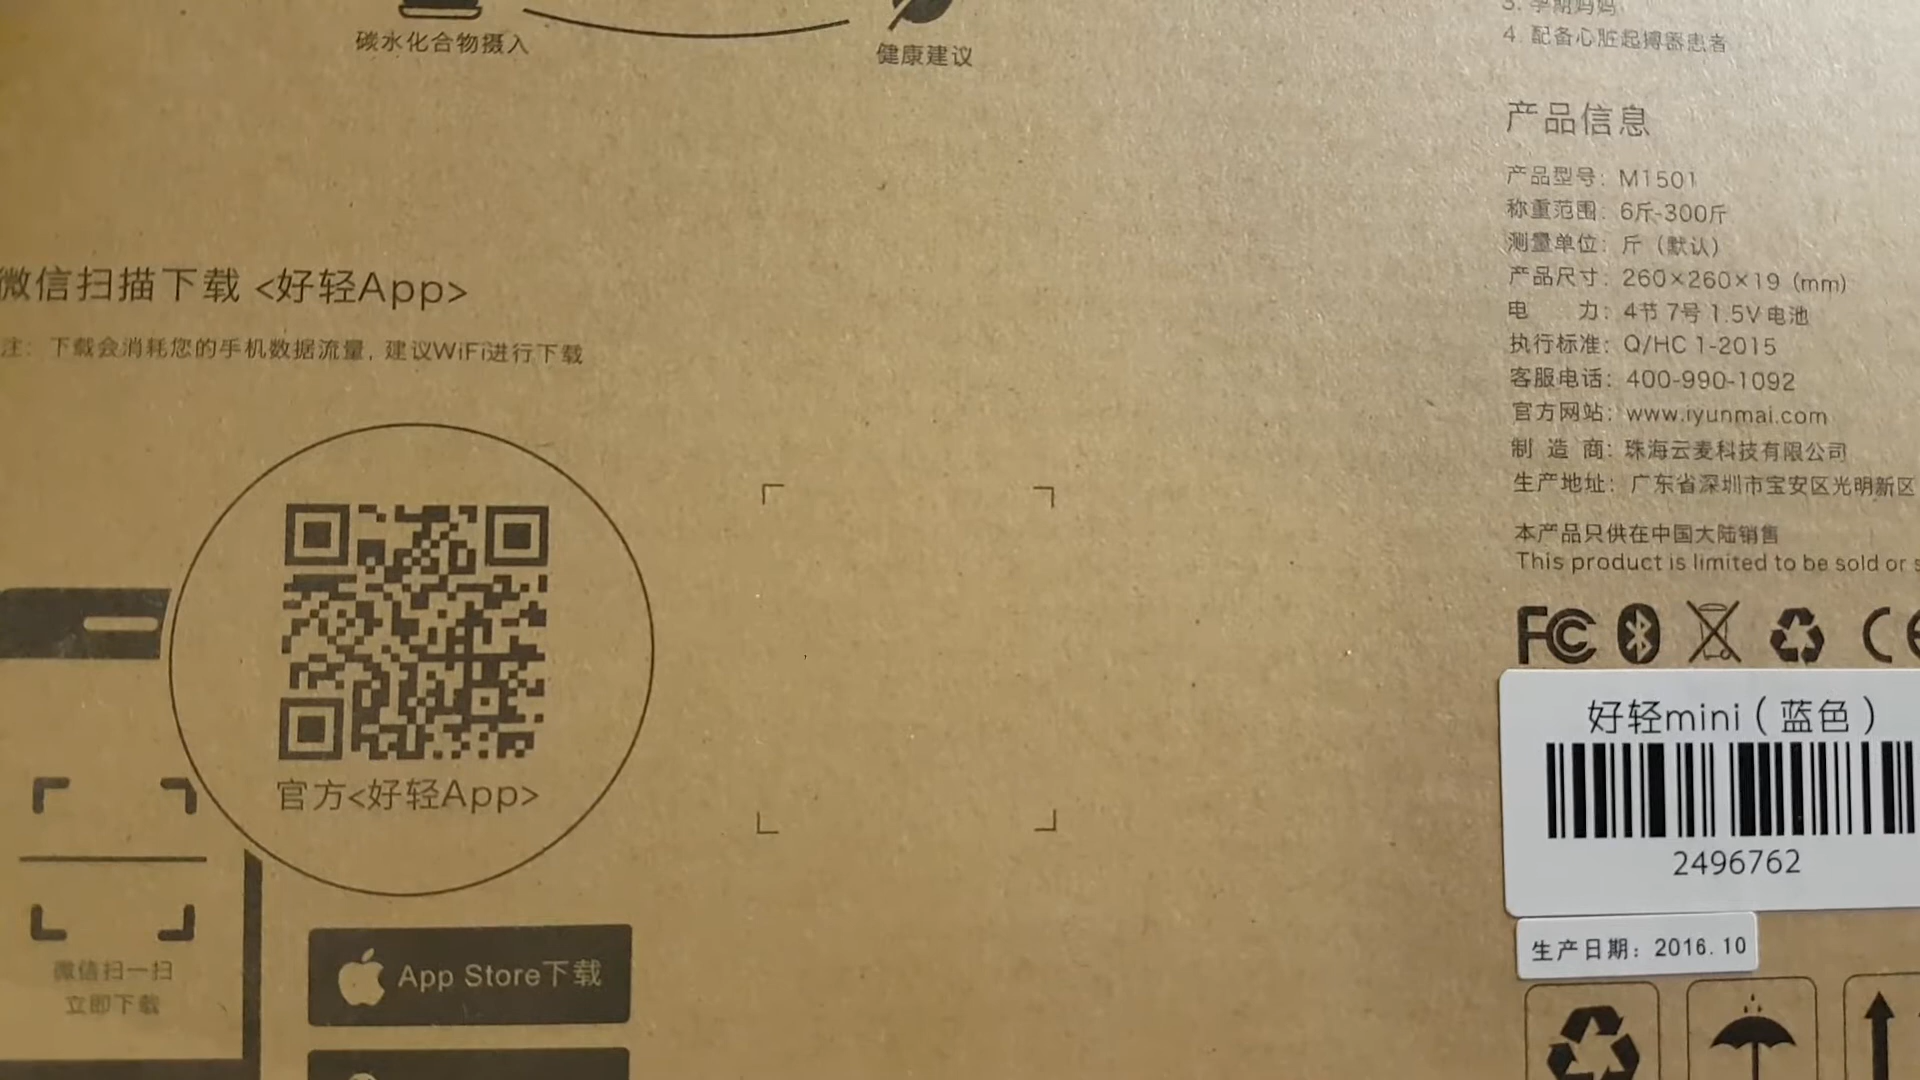 碳水化合物摄入
健康建议
3. 孕期妈妈
4. 配备心脏起搏器患者
微信扫描下载 <好轻App>
注：下载会消耗您的手机数据流量, 建议WiFi进行下载
官方<好轻App>
微信扫一扫
立即下载
App Store下载
产品信息
产品型号：M1501
称重范围：6斤-300斤
测量单位：斤（默认）
产品尺寸：260×260×19 (mm)
电 力：4节 7号 1.5V 电池
执行标准：Q/HC 1-2015
客服电话：400-990-1092
官方网站：www.iyunmai.com
制 造 商：珠海云麦科技有限公司
生产地址：广东省深圳市宝安区光明新区
本产品只供在中国大陆销售
This product is limited to be sold or
FC CE
好轻mini（蓝色）
2496762
生产日期：2016.10